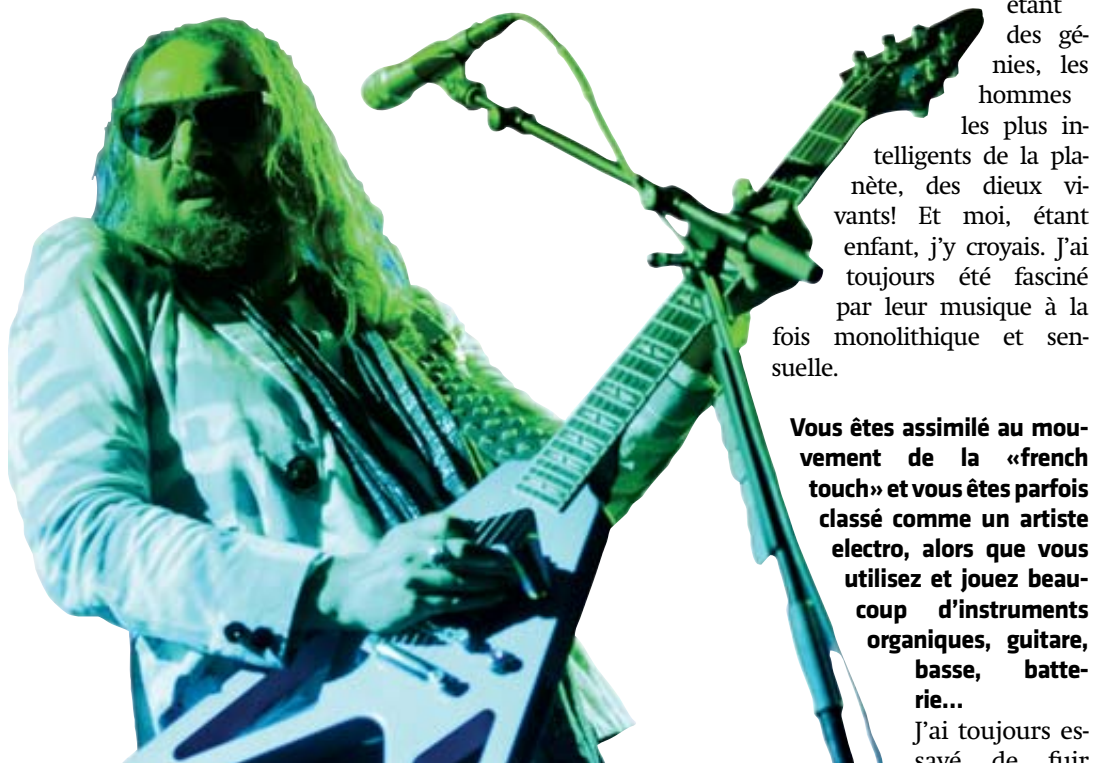 étant
des gé-
nies, les
hommes
les plus in-
telligents de la pla-
nète, des dieux vi-
vants! Et moi, étant
enfant, j’y croyais. J’ai
toujours été fasciné
par leur musique à la
fois monolithique et sen-
suelle.
Vous êtes assimilé au mou-
vement de la «french
touch» et vous êtes parfois
classé comme un artiste
electro, alors que vous
utilisez et jouez beau-
coup d’instruments
organiques, guitare,
basse, batte-
rie...
J’ai toujours es-
sayé de fuir